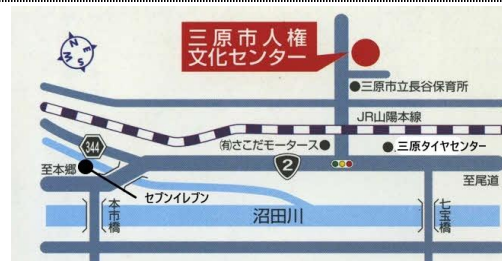 三原市人権
文化センター
N
E
S
W
三原市立長谷保育所
JR山陽本線
344
(有)さこだモータース
三原タイヤセンター
2
至本郷
至尾道
セブンイレブン
本市橋
沼田川
七宝橋